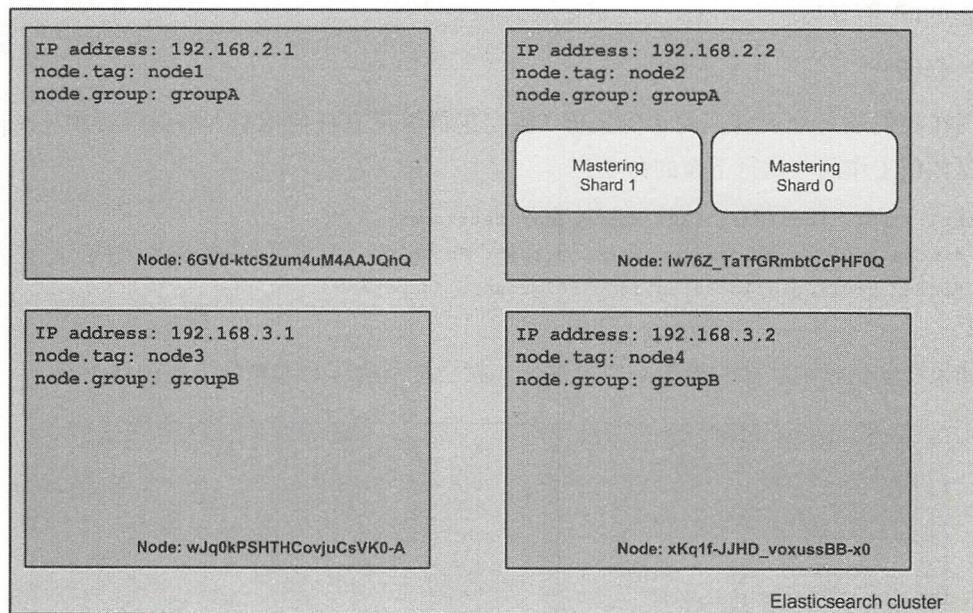 IP address: 192.168.2.1
node.tag: node1
node.group: groupA
Node: 6GVd-ktcS2um4uM4AAJQhQ
IP address: 192.168.2.2
node.tag: node2
node.group: groupA
Mastering
Shard 1
Mastering
Shard 0
Node: iw76Z_TaTfGRmbtCcPHF0Q
IP address: 192.168.3.1
node.tag: node3
node.group: groupB
Node: wJq0kPSHTHCovjuCsVK0-A
IP address: 192.168.3.2
node.tag: node4
node.group: groupB
Node: xKq1f-JJHD_voxussBB-x0
Elasticsearch cluster